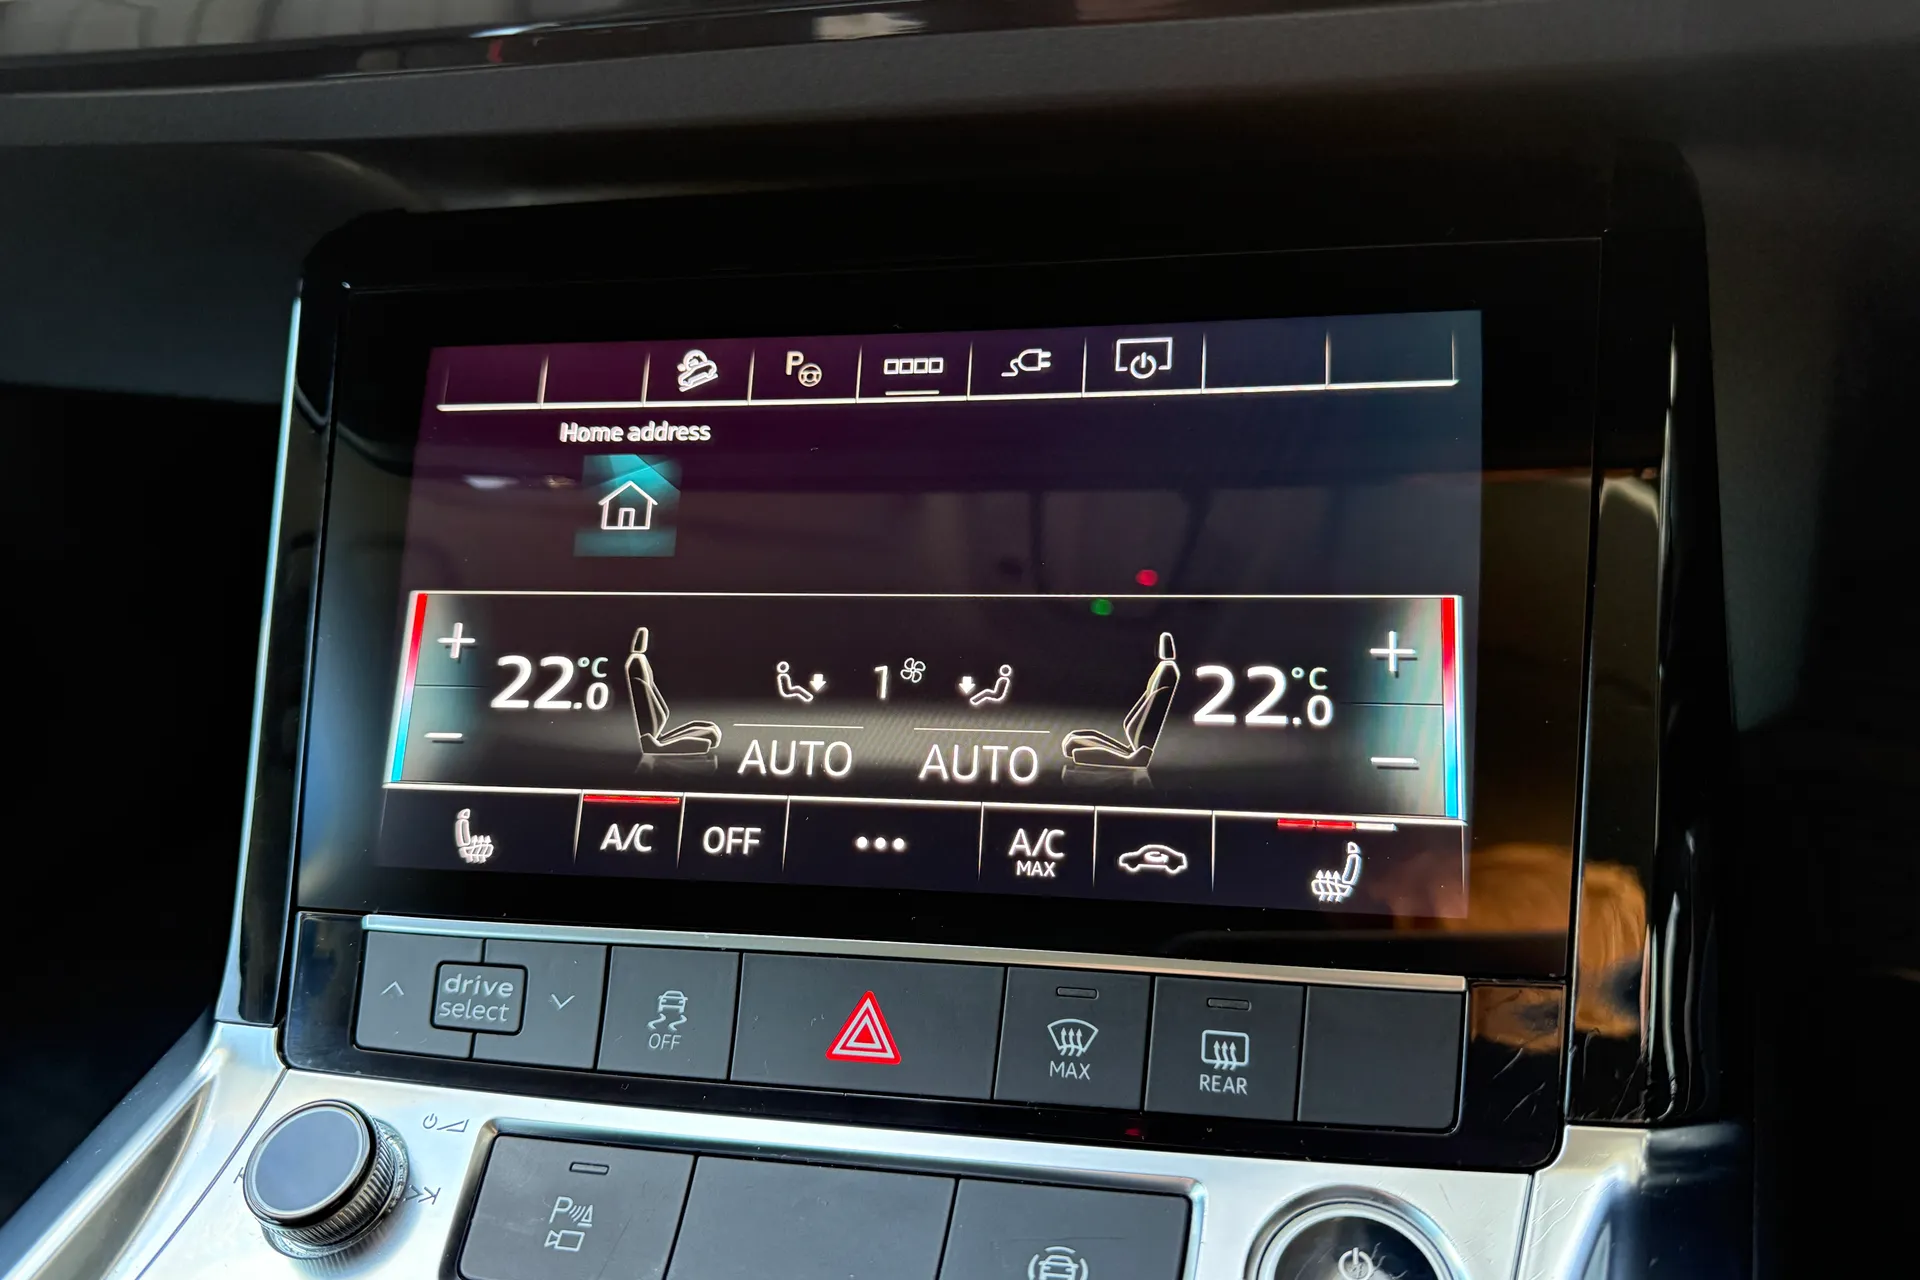 P
Home address
22.0 °C
1
22.0 °C
AUTO
AUTO
A/C
OFF
A/C
MAX
drive
select
OFF
MAX
REAR
P